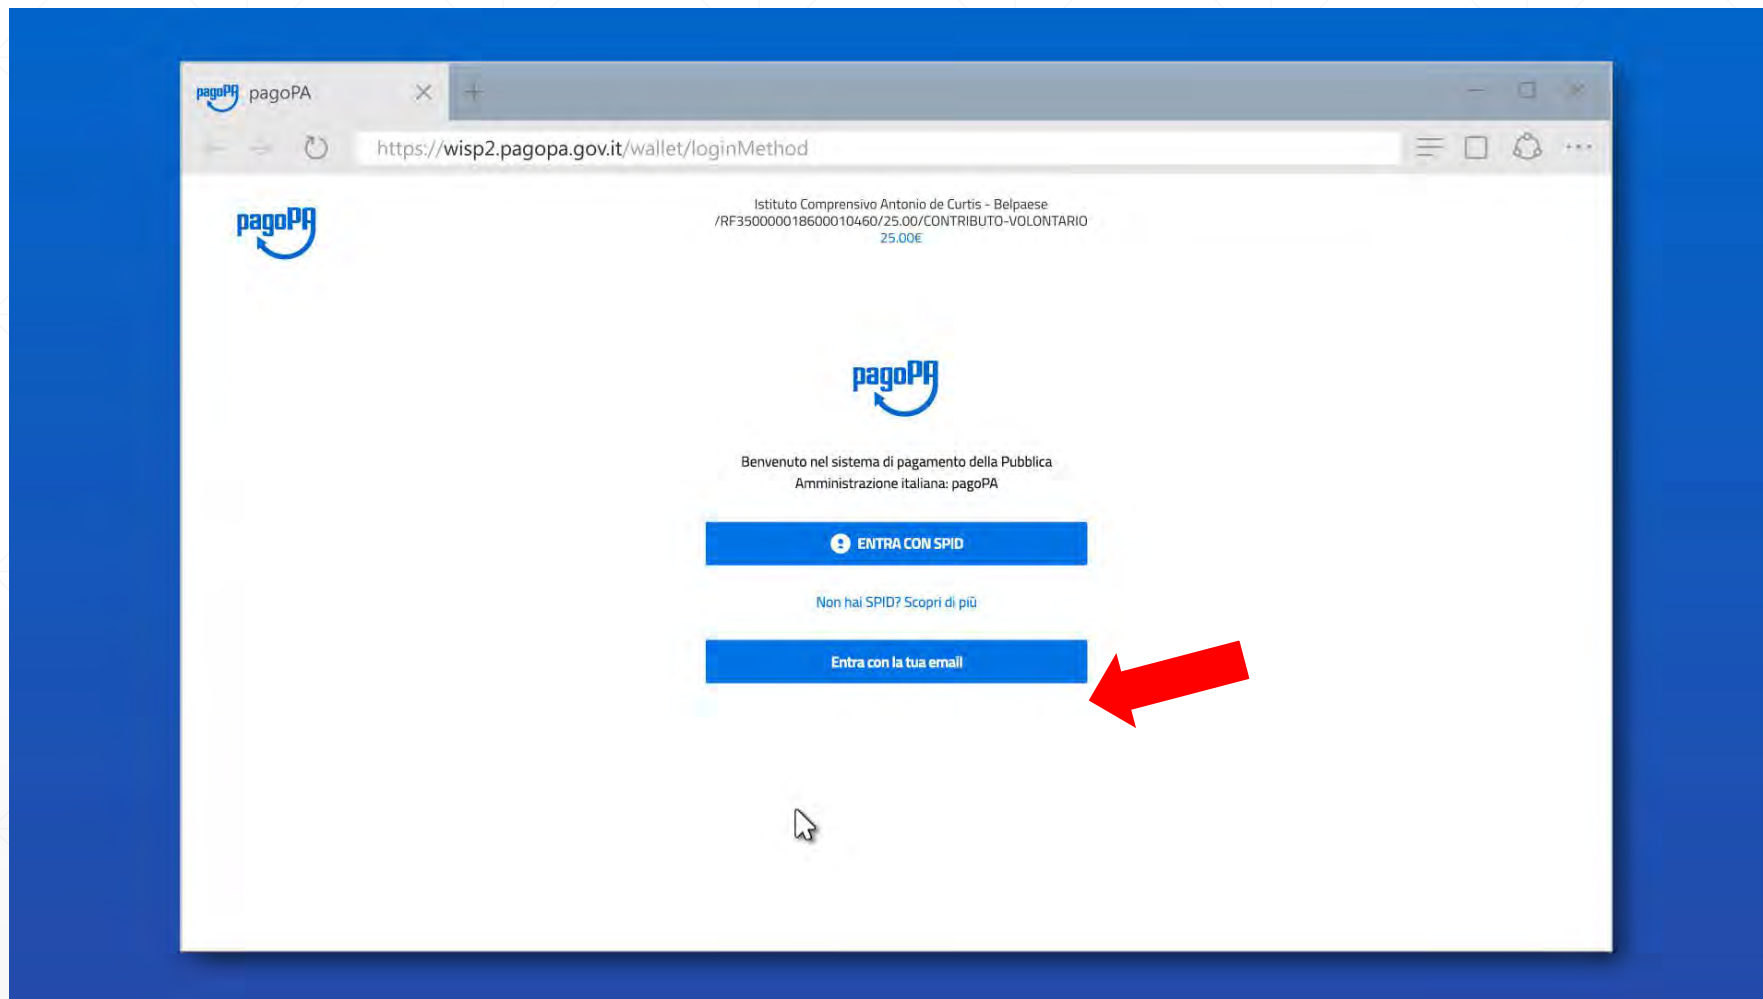 pagoPA pagoPA
https://wisp2.pagopa.gov.it/wallet/loginMethod
pagoPA
Istituto Comprensivo Antonio de Curtis - Belpaese
/RF3500000018600010460/25.00/CONTRIBUTO-VOLONTARIO
25.00€
pagoPA
Benvenuto nel sistema di pagamento della Pubblica
Amministrazione italiana: pagoPA
ENTRA CON SPID
Non hai SPID? Scopri di più
Entra con la tua email